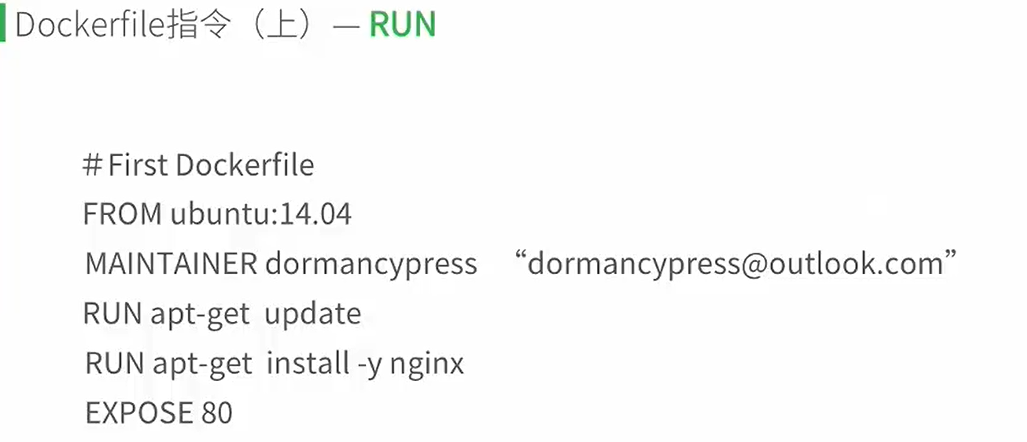 Dockerfile指令（上）— RUN
# First Dockerfile
FROM ubuntu:14.04
MAINTAINER dormancypress “dormancypress@outlook.com”
RUN apt-get update
RUN apt-get install -y nginx
EXPOSE 80